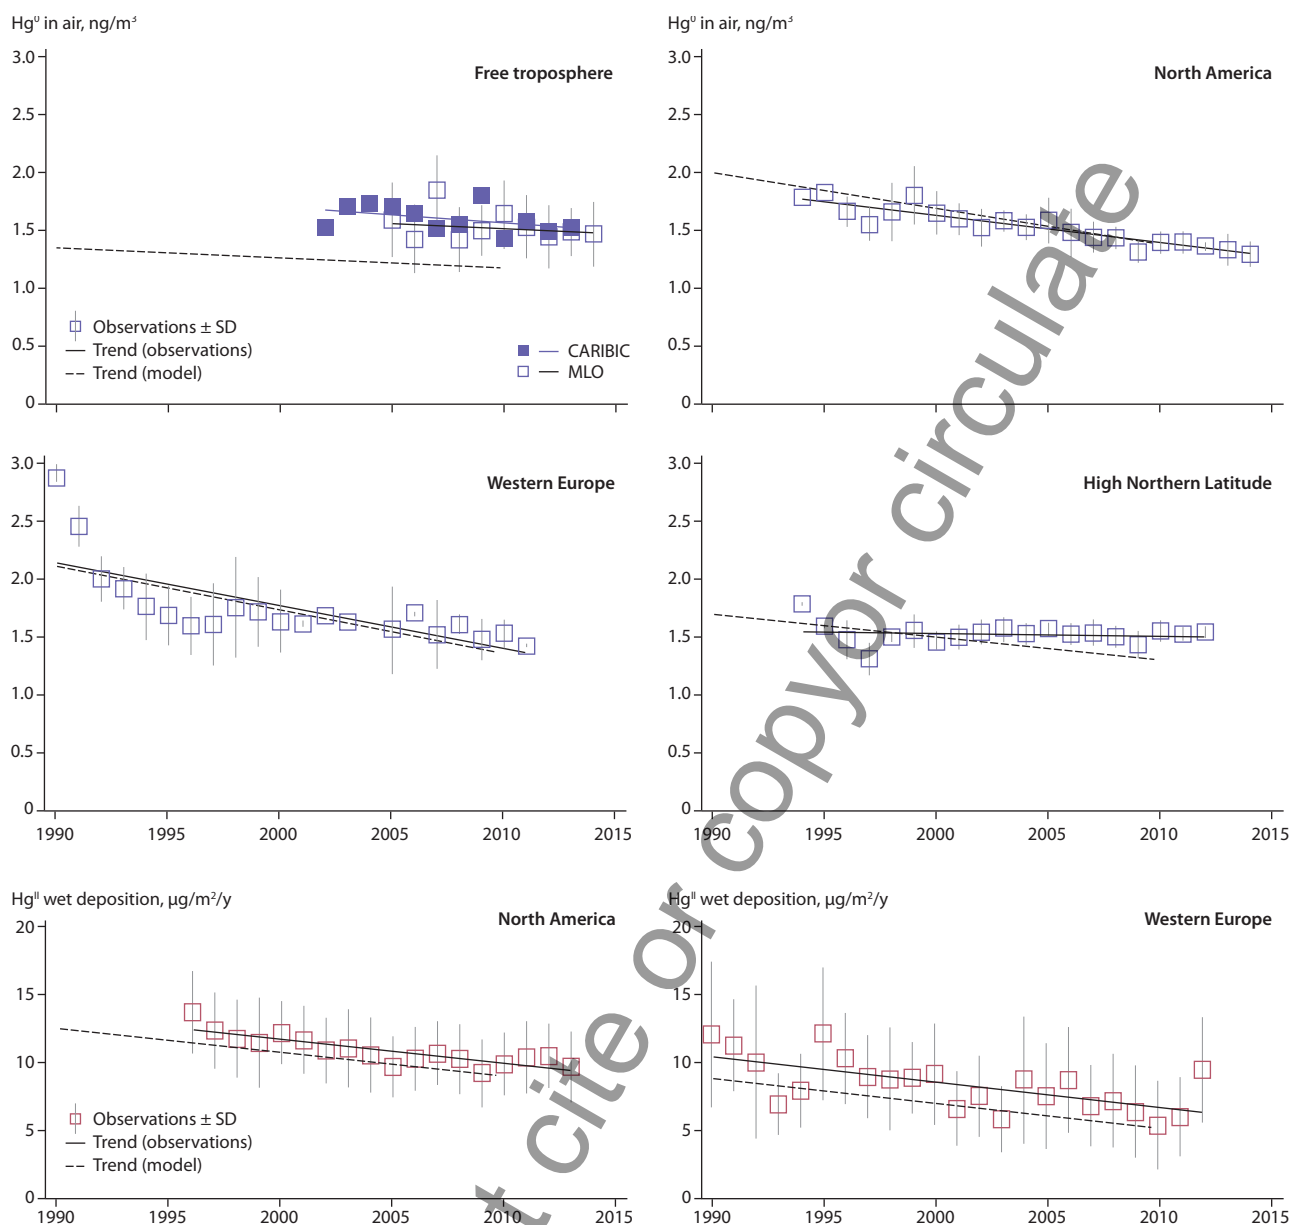 Hg⁰ in air, ng/m³
Hg⁰ in air, ng/m³
3.0
2.5
2.0
1.5
1.0
0.5
0
Free troposphere
Observations ± SD
Trend (observations)
Trend (model)
CARIBIC
MLO
3.0
2.5
2.0
1.5
1.0
0.5
0
North America
3.0
2.5
2.0
1.5
1.0
0.5
0
Western Europe
1990 1995 2000 2005 2010 2015
3.0
2.5
2.0
1.5
1.0
0.5
0
High Northern Latitude
1990 1995 2000 2005 2010 2015
Hgᴵᴵ wet deposition, µg/m²/y
20
15
10
5
0
North America
Observations ± SD
Trend (observations)
Trend (model)
1990 1995 2000 2005 2010 2015
Hgᴵᴵ wet deposition, µg/m²/y
20
15
10
5
0
Western Europe
1990 1995 2000 2005 2010 2015
t cite or copy or circulate